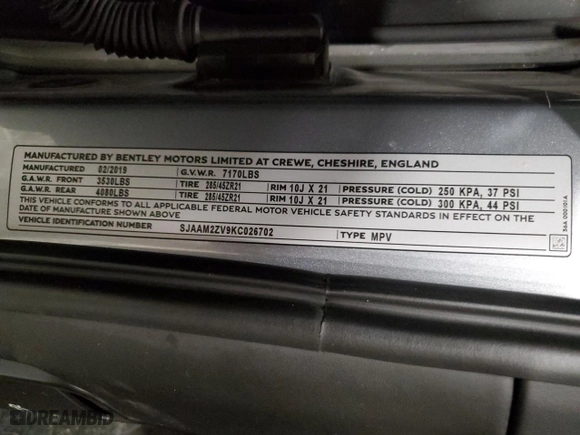 MANUFACTURED BY BENTLEY MOTORS LIMITED AT CREWE, CHESHIRE, ENGLAND
MANUFACTURED 02/2019 G.V.W.R. 7170LBS
G.A.W.R. FRONT 3530LBS TIRE 285/45ZR21 RIM 10J X 21 PRESSURE (COLD) 250 KPA, 37 PSI
G.A.W.R. REAR 4080LBS TIRE 285/45ZR21 RIM 10J X 21 PRESSURE (COLD) 300 KPA, 44 PSI
THIS VEHICLE CONFORMS TO ALL APPLICABLE FEDERAL MOTOR VEHICLE SAFETY STANDARDS IN EFFECT ON THE
DATE OF MANUFACTURE SHOWN ABOVE
VEHICLE IDENTIFICATION NUMBER SJAAM2ZV9KC026702 TYPE MPV
36A 000101A
DREAMBID